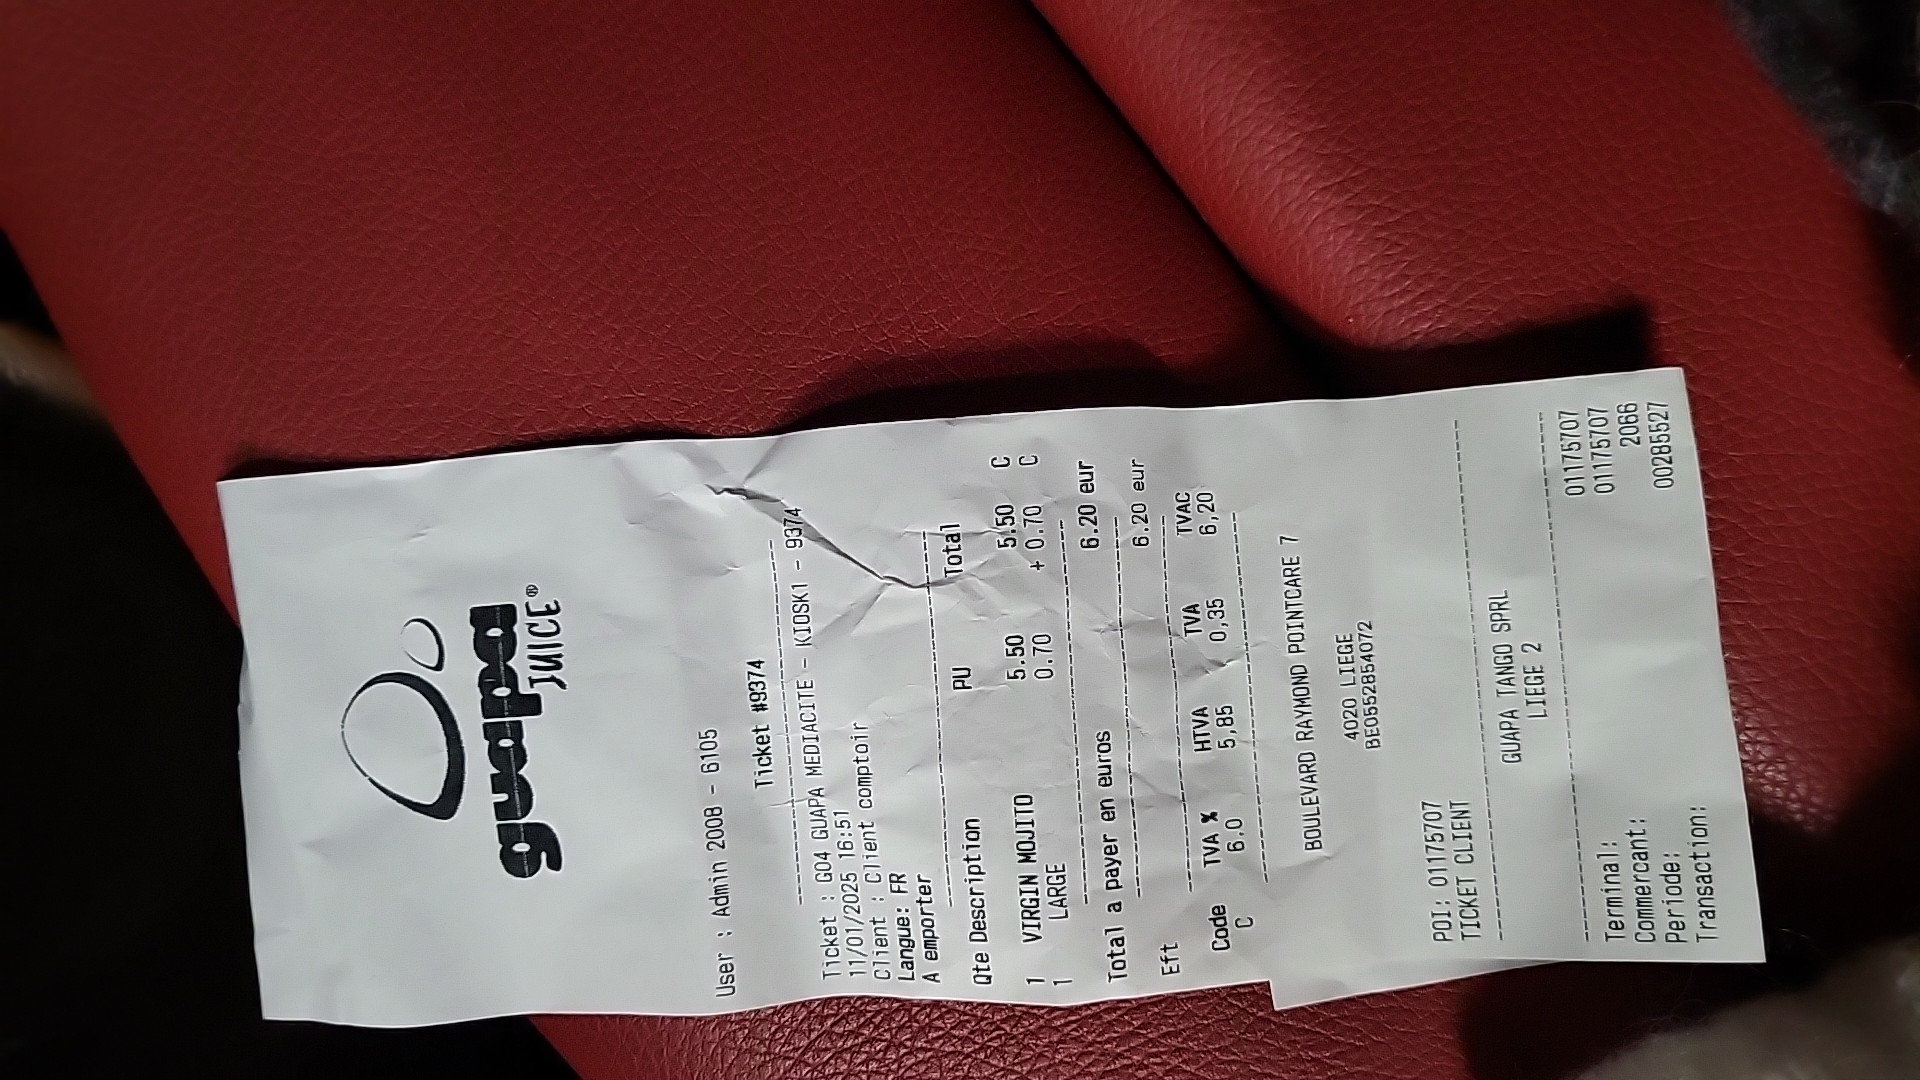 guapa
JUICE®
User : Admin 2008 - 6105
Ticket #9374
Ticket : GO4 GUAPA MEDIACITE - KIOSK1 - 9374
11/01/2025 16:51
Client : Client comptoir
Langue: FR
A emporter
Qte Description PU Total
1 VIRGIN MOJITO 5.50 5.50 C
1 LARGE 0.70 + 0.70 C
Total a payer en euros 6.20 eur
Eft 6.20 eur
Code TVA % HTVA TVA TVAC
C 6.0 5,85 0,35 6,20
BOULEVARD RAYMOND POINTCARE 7
4020 LIEGE
BE0552854072
POI: 01175707
TICKET CLIENT
GUAPA TANGO SPRL
LIEGE 2
Terminal: 01175707
Commercant: 01175707
Periode: 2066
Transaction: 00285527